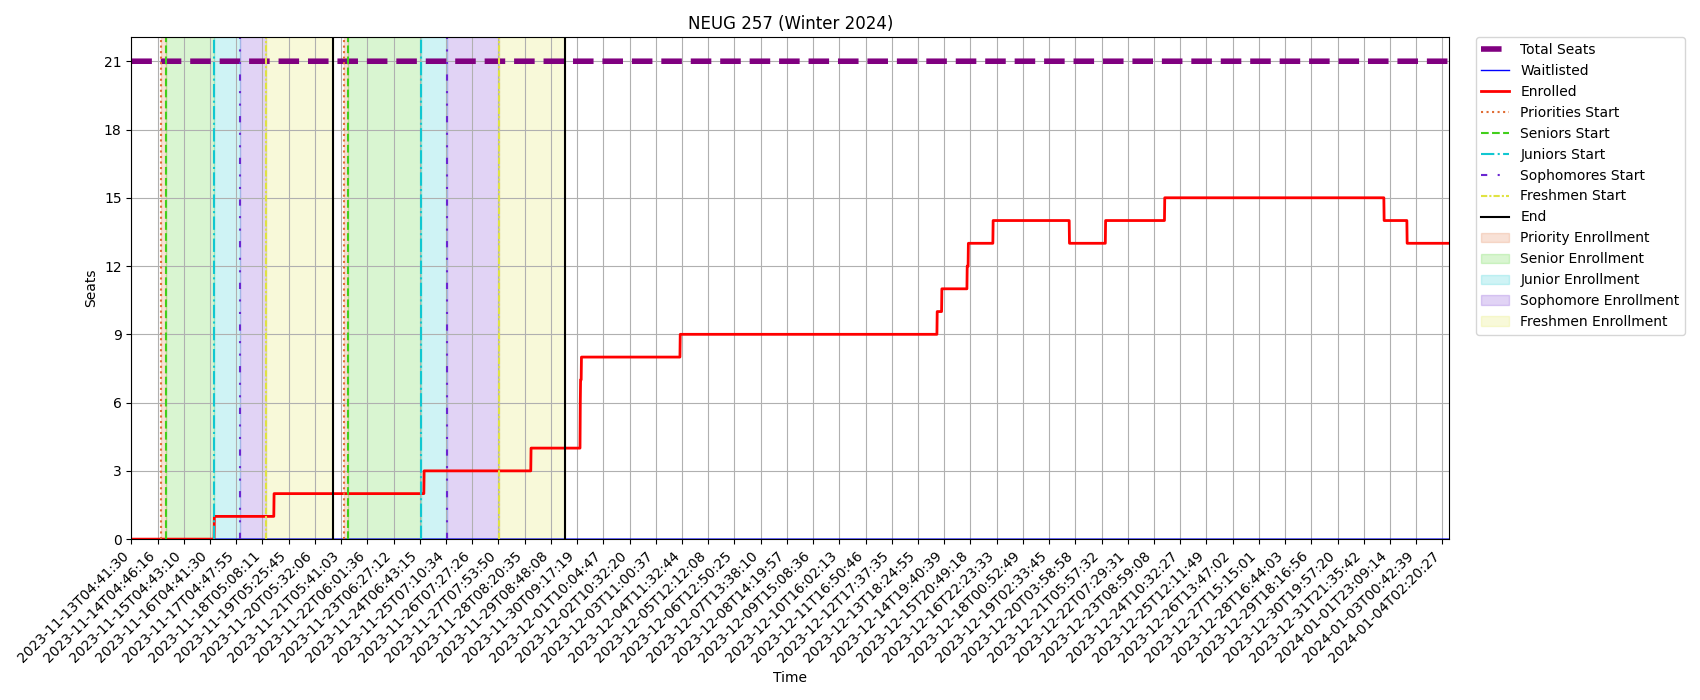 NEUG 257 (Winter 2024)
21
18
15
12
9
6
3
0
Seats
2023-11-13T04:41:30
2023-11-14T04:46:16
2023-11-15T04:43:10
2023-11-16T04:41:30
2023-11-17T04:47:55
2023-11-18T05:08:11
2023-11-19T05:25:45
2023-11-20T05:32:06
2023-11-21T05:41:03
2023-11-22T06:01:36
2023-11-23T06:27:12
2023-11-24T06:43:15
2023-11-25T07:10:34
2023-11-26T07:27:26
2023-11-27T07:53:50
2023-11-28T08:20:35
2023-11-29T08:48:08
2023-11-30T09:17:19
2023-12-01T10:04:47
2023-12-02T10:32:20
2023-12-03T11:00:37
2023-12-04T11:32:44
2023-12-05T12:12:08
2023-12-06T12:50:25
2023-12-07T13:38:10
2023-12-08T14:19:57
2023-12-09T15:08:36
2023-12-10T16:02:13
2023-12-11T16:50:46
2023-12-12T17:37:35
2023-12-13T18:24:55
2023-12-14T19:40:39
2023-12-15T20:49:18
2023-12-16T22:23:33
2023-12-18T00:52:49
2023-12-19T02:33:45
2023-12-20T03:58:58
2023-12-21T05:57:32
2023-12-22T07:29:31
2023-12-23T08:59:08
2023-12-24T10:32:27
2023-12-25T12:11:49
2023-12-26T13:47:02
2023-12-27T15:15:01
2023-12-28T16:44:03
2023-12-29T18:16:56
2023-12-30T19:57:20
2023-12-31T21:35:42
2024-01-01T23:09:14
2024-01-03T00:42:39
2024-01-04T02:20:27
Time
Total Seats
Waitlisted
Enrolled
Priorities Start
Seniors Start
Juniors Start
Sophomores Start
Freshmen Start
End
Priority Enrollment
Senior Enrollment
Junior Enrollment
Sophomore Enrollment
Freshmen Enrollment